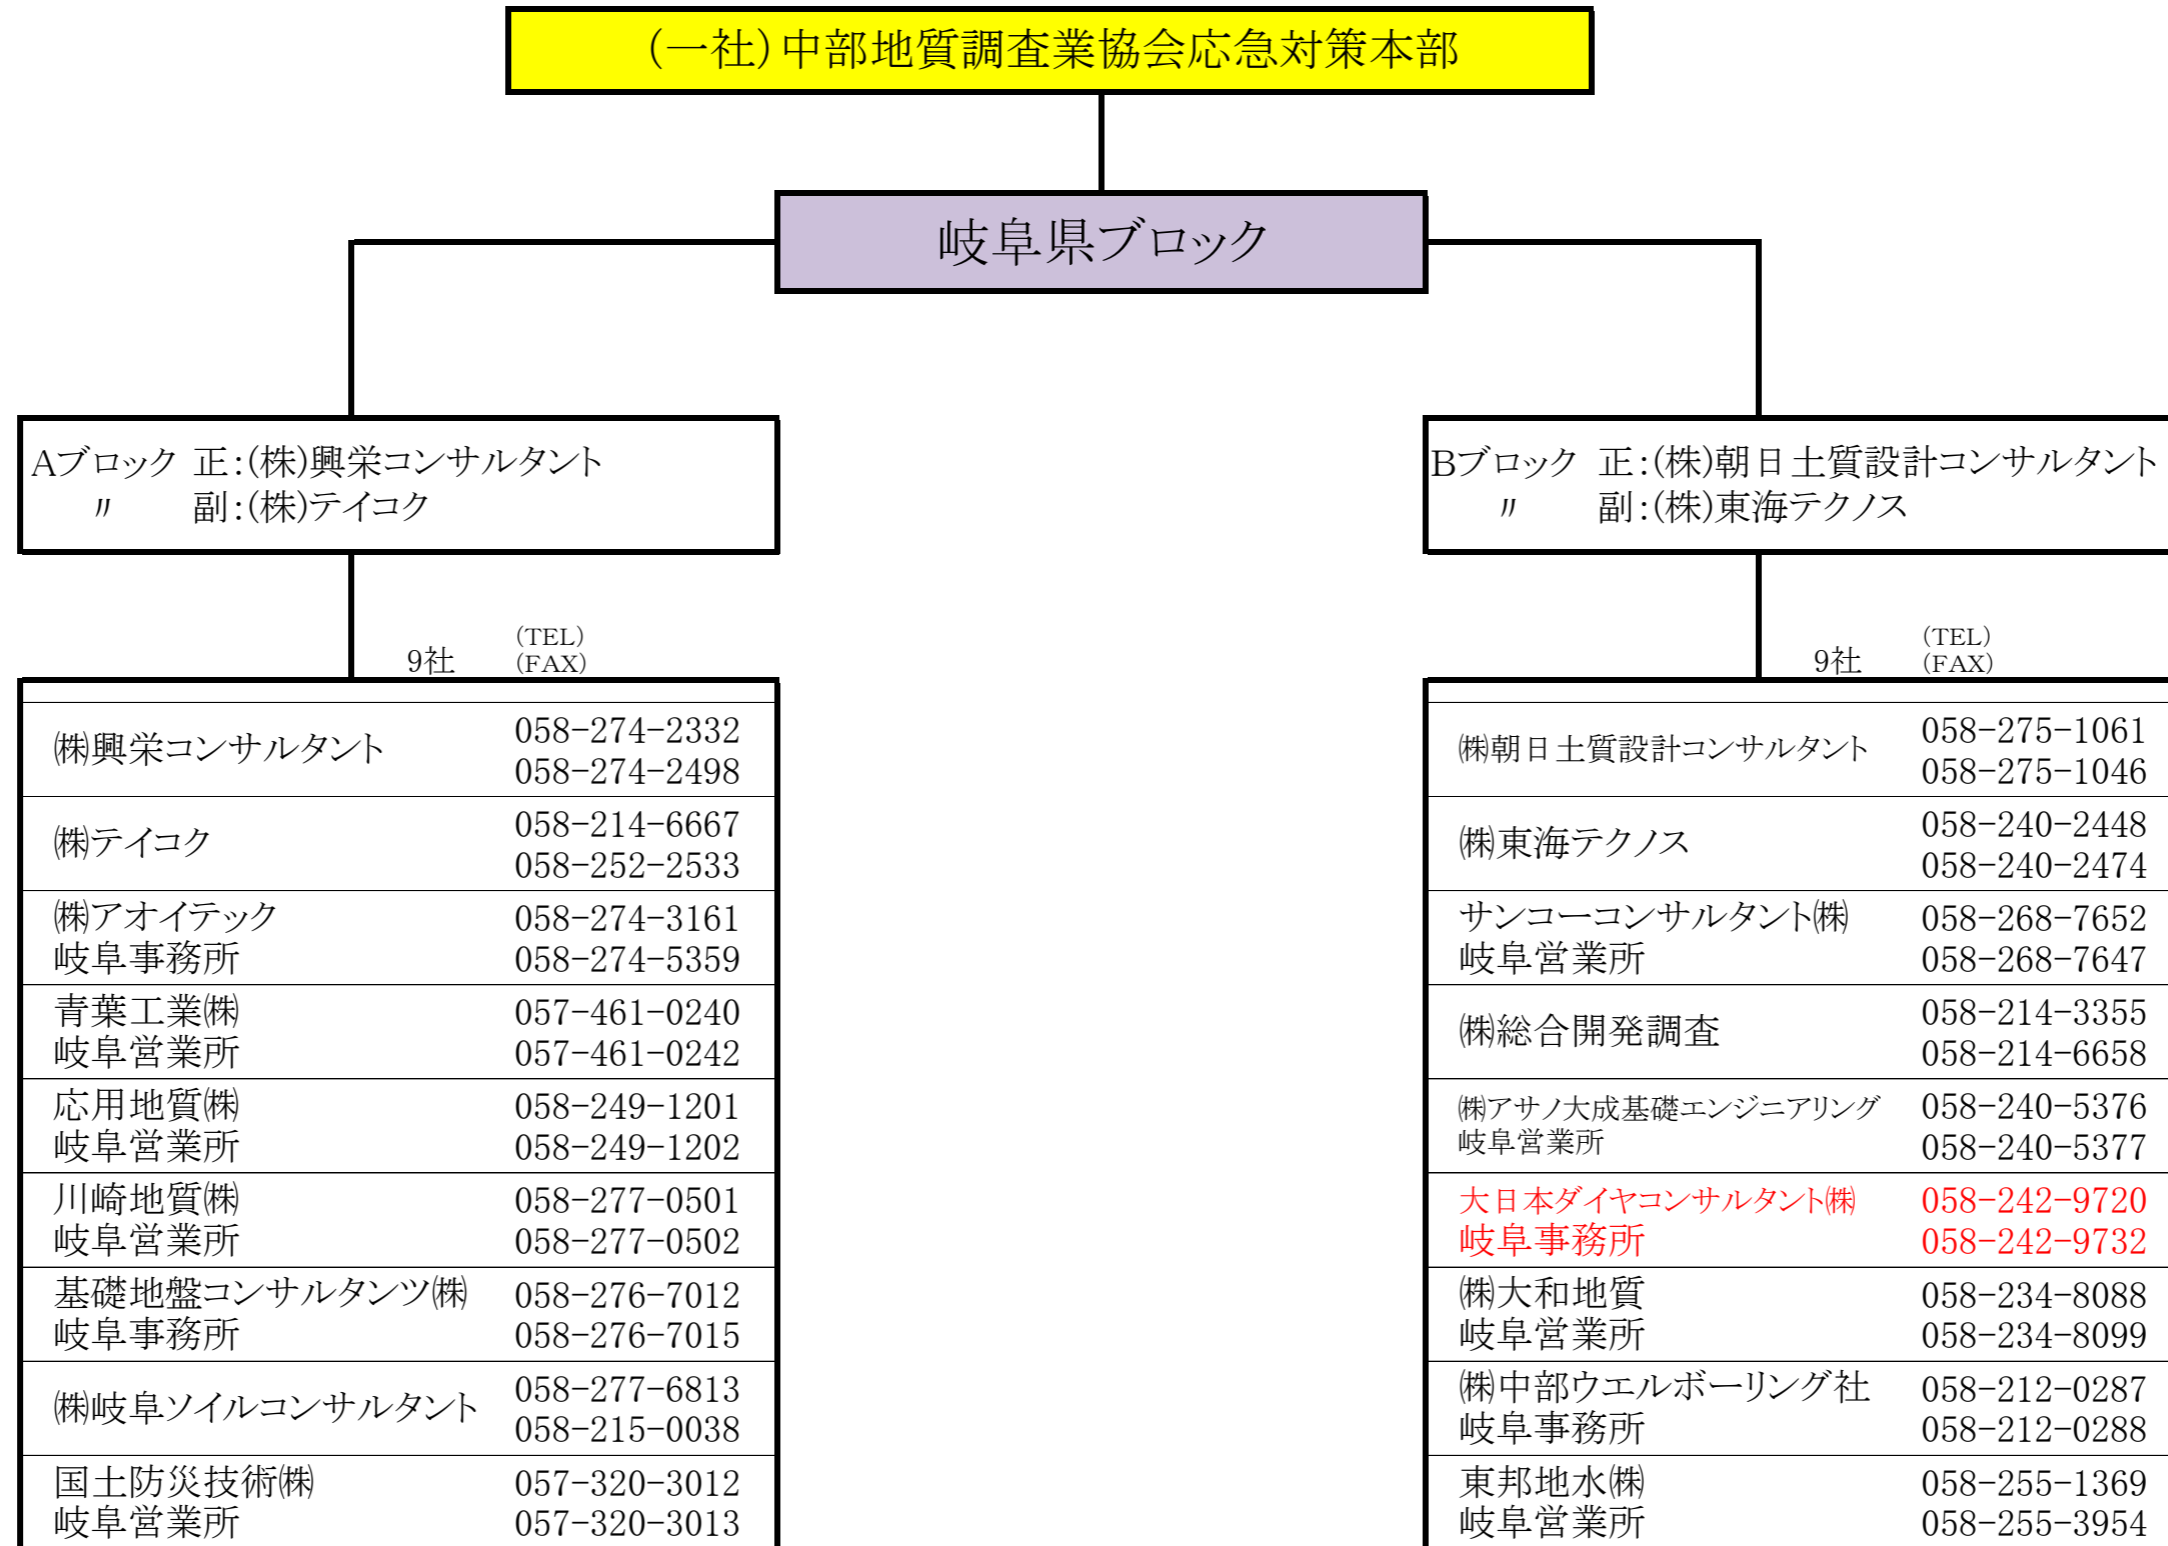 (一社)中部地質調査業協会応急対策本部
岐阜県ブロック
Aブロック 正:(株)興栄コンサルタント
〃 副:(株)テイコク
9社
(TEL)
(FAX)
㈱興栄コンサルタント
058-274-2332
058-274-2498
㈱テイコク
058-214-6667
058-252-2533
㈱アオイテック
岐阜事務所
058-274-3161
058-274-5359
青葉工業㈱
岐阜営業所
057-461-0240
057-461-0242
応用地質㈱
岐阜営業所
058-249-1201
058-249-1202
川崎地質㈱
岐阜営業所
058-277-0501
058-277-0502
基礎地盤コンサルタンツ㈱
岐阜事務所
058-276-7012
058-276-7015
㈱岐阜ソイルコンサルタント
058-277-6813
058-215-0038
国土防災技術㈱
岐阜営業所
057-320-3012
057-320-3013
Bブロック 正:(株)朝日土質設計コンサルタント
〃 副:(株)東海テクノス
9社
(TEL)
(FAX)
㈱朝日土質設計コンサルタント
058-275-1061
058-275-1046
㈱東海テクノス
058-240-2448
058-240-2474
サンコーコンサルタント㈱
岐阜営業所
058-268-7652
058-268-7647
㈱総合開発調査
058-214-3355
058-214-6658
㈱アサノ大成基礎エンジニアリング
岐阜営業所
058-240-5376
058-240-5377
大日本ダイヤコンサルタント㈱
岐阜事務所
058-242-9720
058-242-9732
㈱大和地質
岐阜営業所
058-234-8088
058-234-8099
㈱中部ウエルボーリング社
岐阜事務所
058-212-0287
058-212-0288
東邦地水㈱
岐阜営業所
058-255-1369
058-255-3954